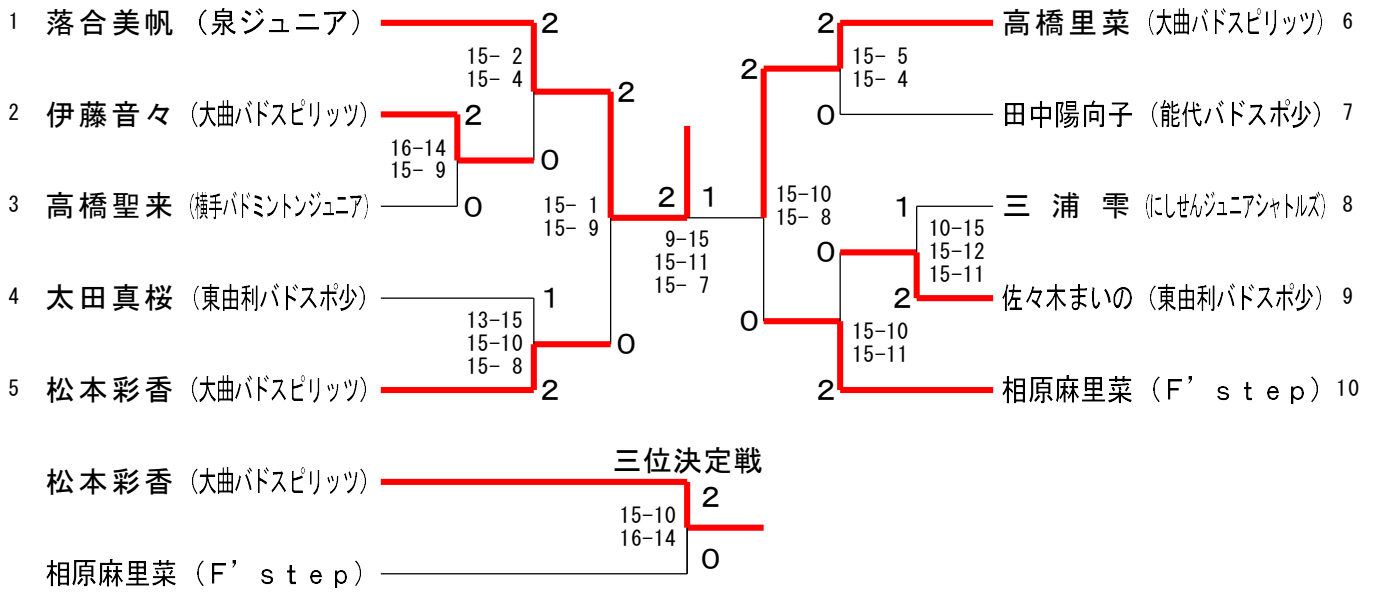 1 落合美帆 (泉ジュニア) 2
15- 2
15- 4
2
2 伊藤音々 (大曲バドスピリッツ) 2
16-14
15- 9
0
3 高橋聖来 (横手バドミントンジュニア) 0
15- 1
15- 9
4 太田真桜 (東由利バドスポ少) 1
13-15
15-10
15- 8
0
5 松本彩香 (大曲バドスピリッツ) 2
2 1
9-15
15-11
15- 7
2 高橋里菜 (大曲バドスピリッツ) 6
2
15- 5
15- 4
0 田中陽向子 (能代バドスポ少) 7
15-10
15- 8
1 三浦雫 (にしせんジュニアシャトルズ) 8
10-15
15-12
15-11
0
2 佐々木まいの (東由利バドスポ少) 9
0
15-10
15-11
2 相原麻里菜 (F’step) 10
三位決定戦
松本彩香 (大曲バドスピリッツ) 2
15-10
16-14
相原麻里菜 (F’step) 0